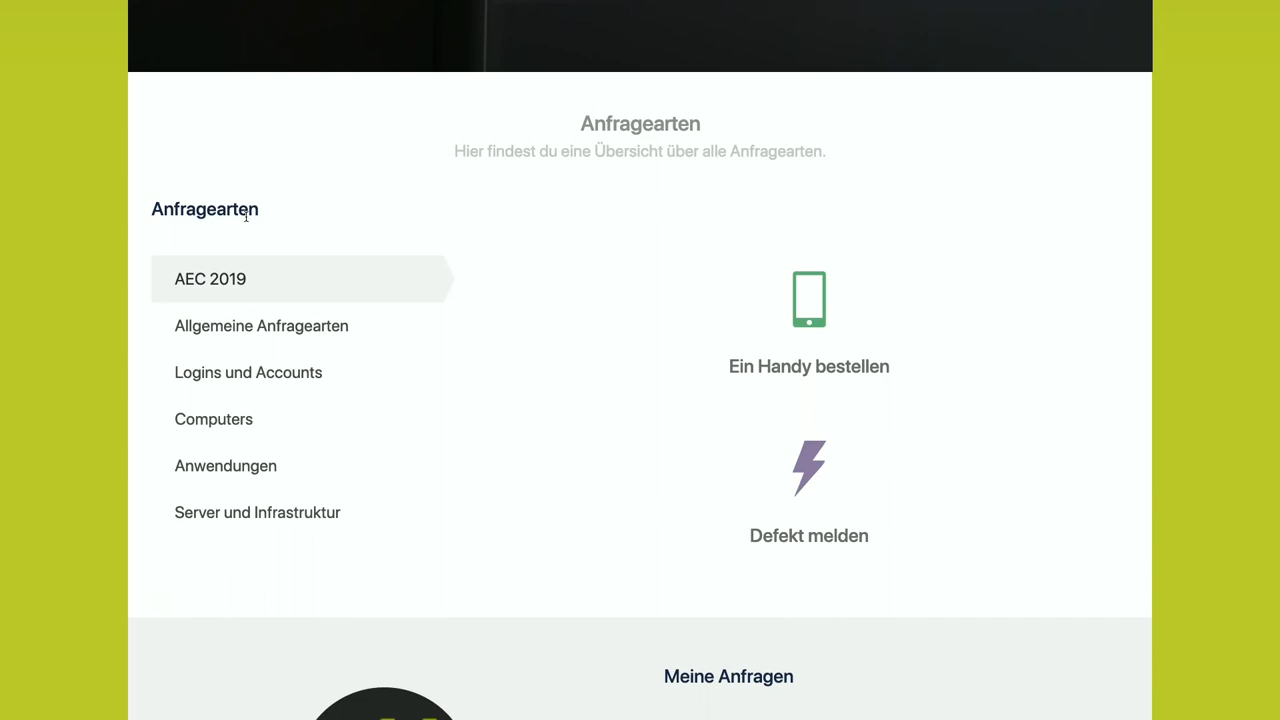 Anfragearten
Hier findest du eine Übersicht über alle Anfragearten.
Anfragearten
AEC 2019
Allgemeine Anfragearten
Logins und Accounts
Computers
Anwendungen
Server und Infrastruktur
Ein Handy bestellen
Defekt melden
Meine Anfragen